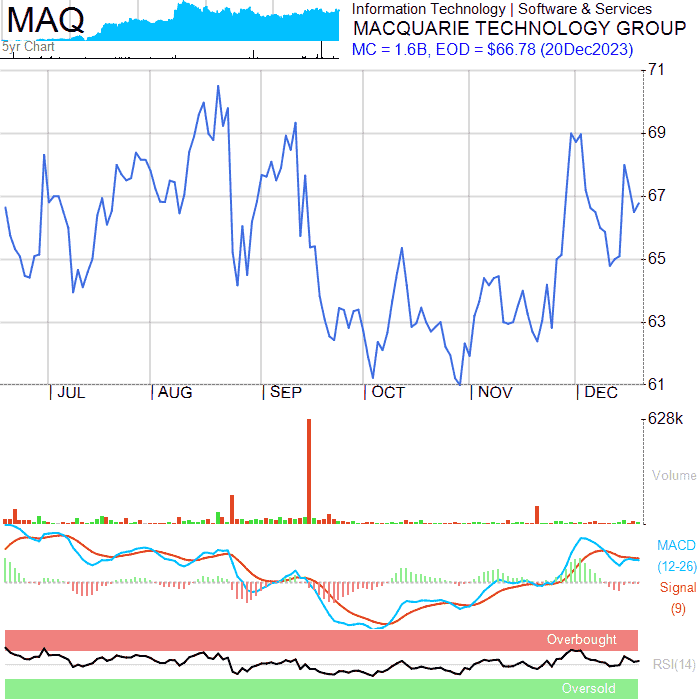 MAQ
5yr Chart
Information Technology | Software & Services
MACQUARIE TECHNOLOGY GROUP
MC = 1.6B, EOD = $66.78 (20Dec2023)
71
69
67
65
63
61
JUL AUG SEP OCT NOV DEC
628k
Volume
MACD
(12-26)
Signal
(9)
Overbought
RSI(14)
Oversold